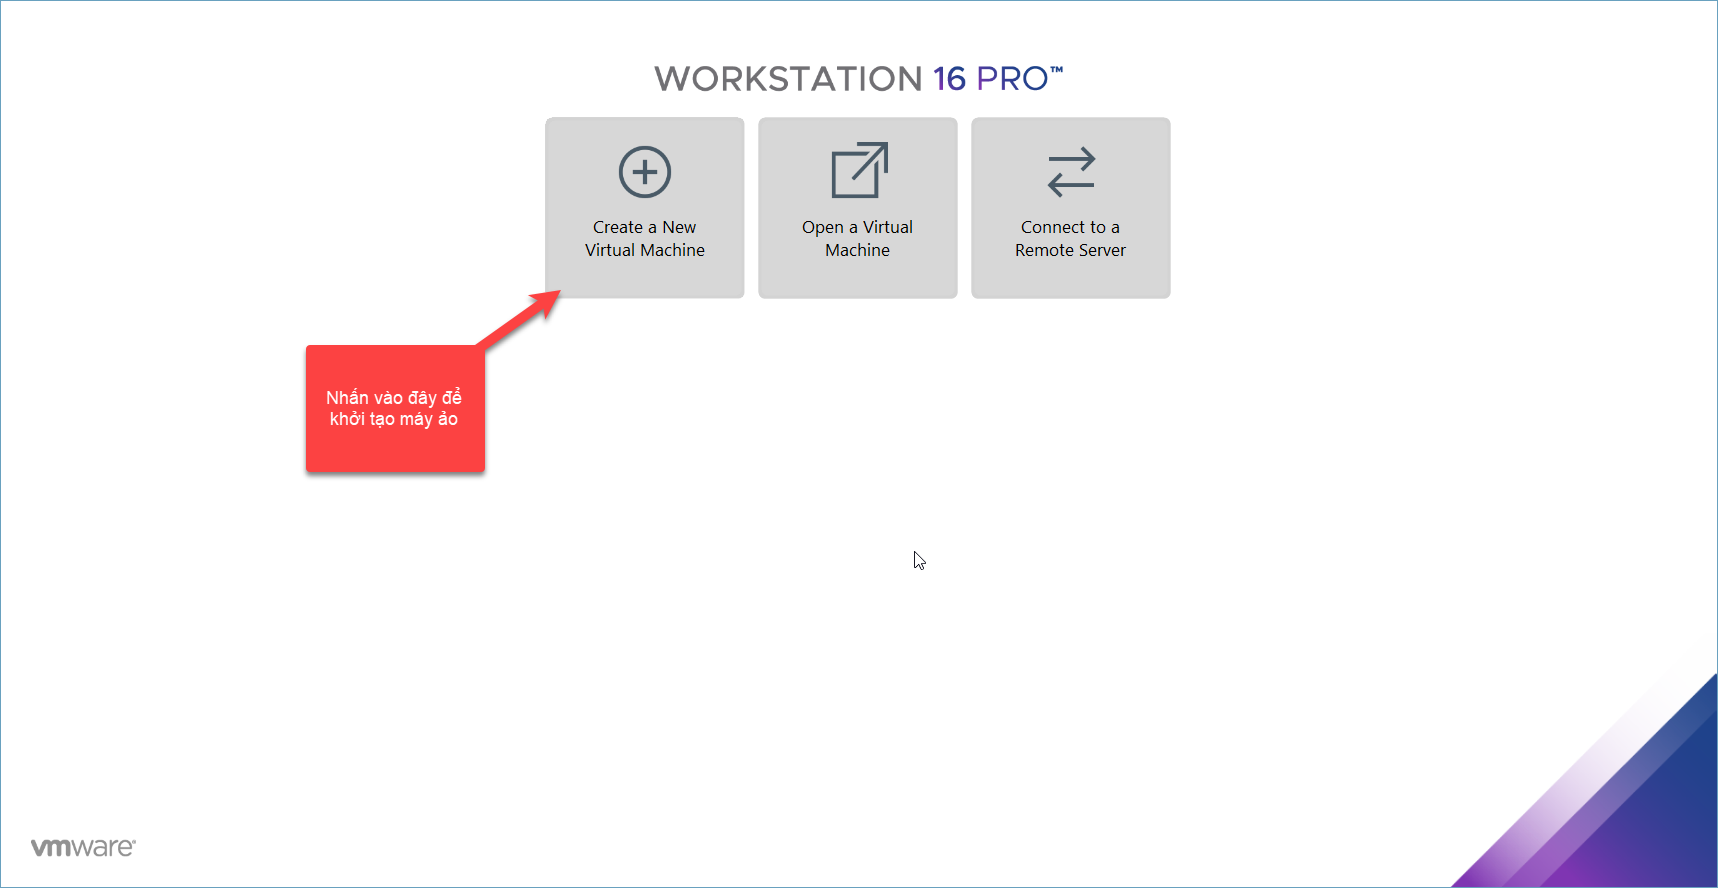 WORKSTATION 16 PRO™
Create a New
Virtual Machine
Open a Virtual
Machine
Connect to a
Remote Server
Nhấn vào đây để
khởi tạo máy ảo
vmware®